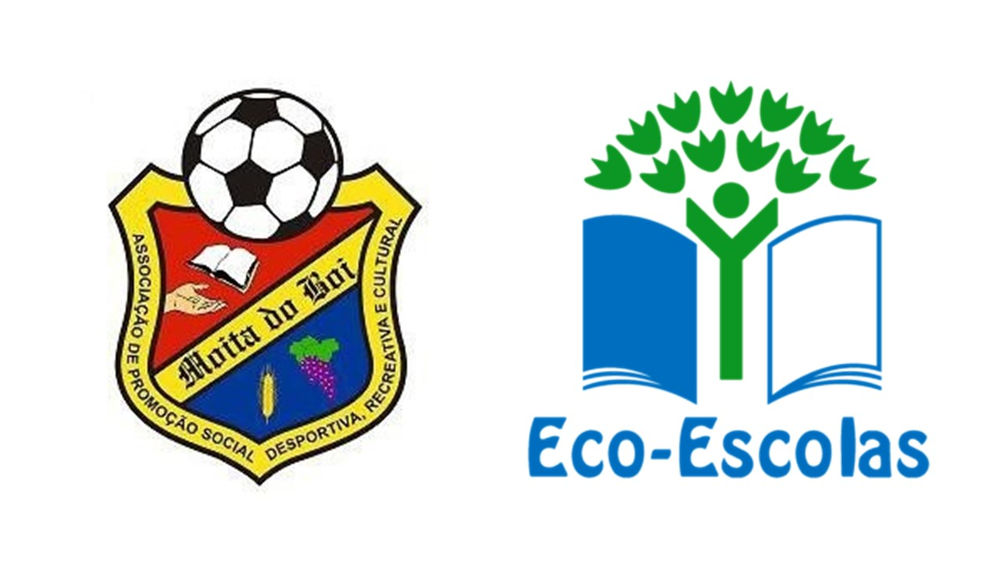 ASSOCIAÇÃO DE PROMOÇÃO SOCIAL DESPORTIVA, RECREATIVA E CULTURAL
Moita do Boi
Eco-Escolas